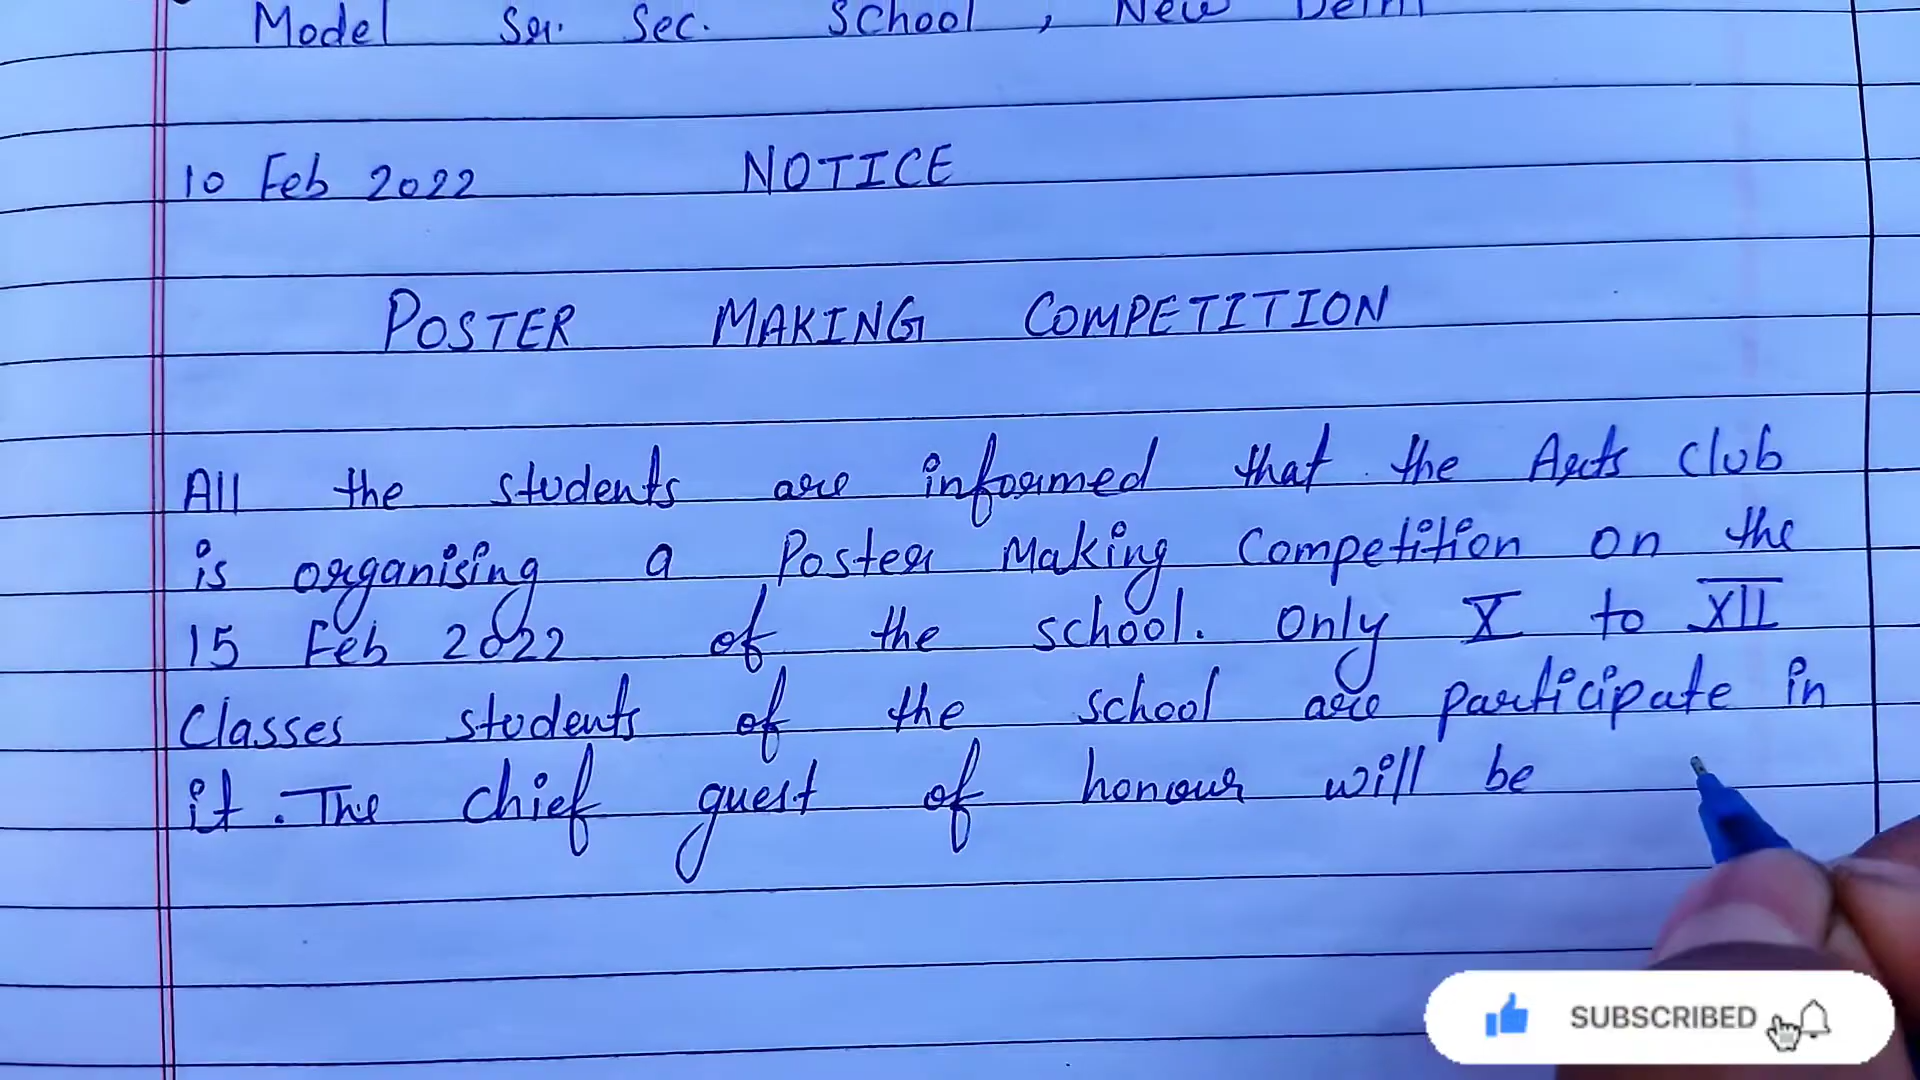 Model Sr. Sec. School, New Delhi
10 Feb 2022 NOTICE
POSTER MAKING COMPETITION
All the students are informed that the Arts club
is organising a Poster Making Competition on the
15 Feb 2022 of the school. Only X to XII
Classes students of the school are participate in
it. The chief guest of honour will be
SUBSCRIBED